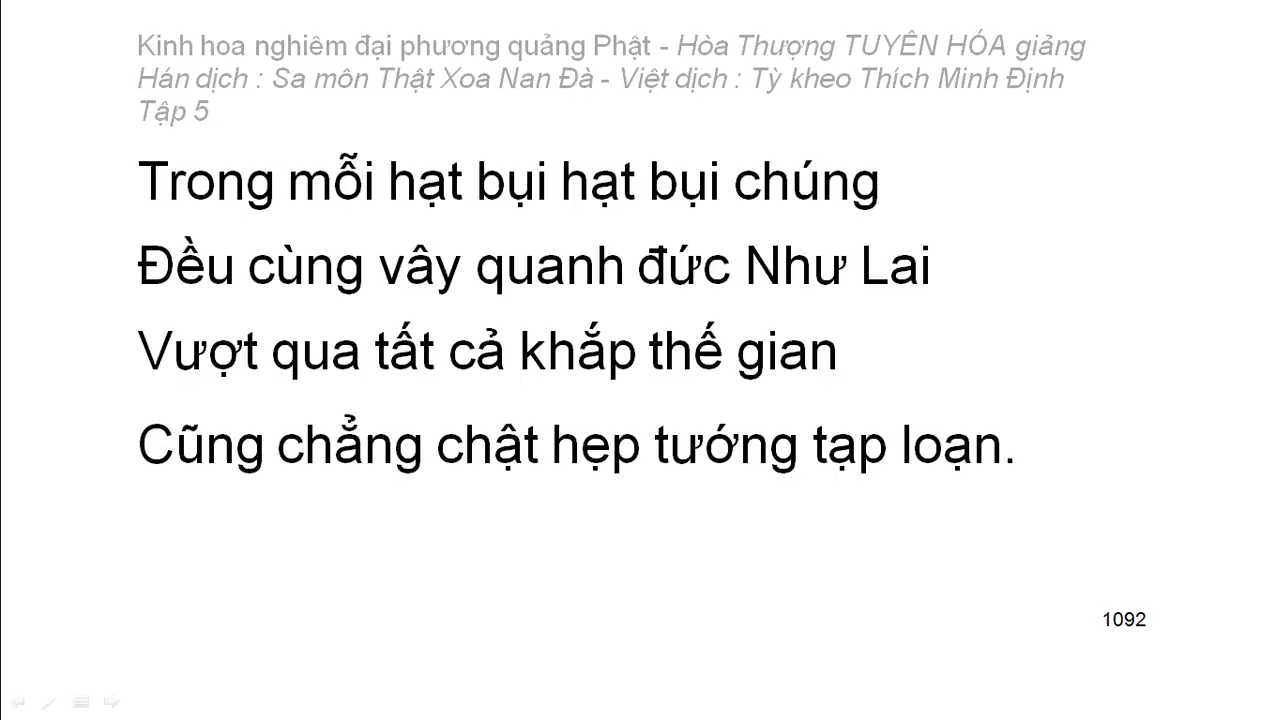 Kinh hoa nghiêm đại phương quảng Phật - Hòa Thượng TUYÊN HÓA giảng
Hán dịch : Sa môn Thật Xoa Nan Đà - Việt dịch : Tỳ kheo Thích Minh Định
Tập 5
Trong mỗi hạt bụi hạt bụi chúng
Đều cùng vây quanh đức Như Lai
Vượt qua tất cả khắp thế gian
Cũng chẳng chật hẹp tướng tạp loạn.
1092